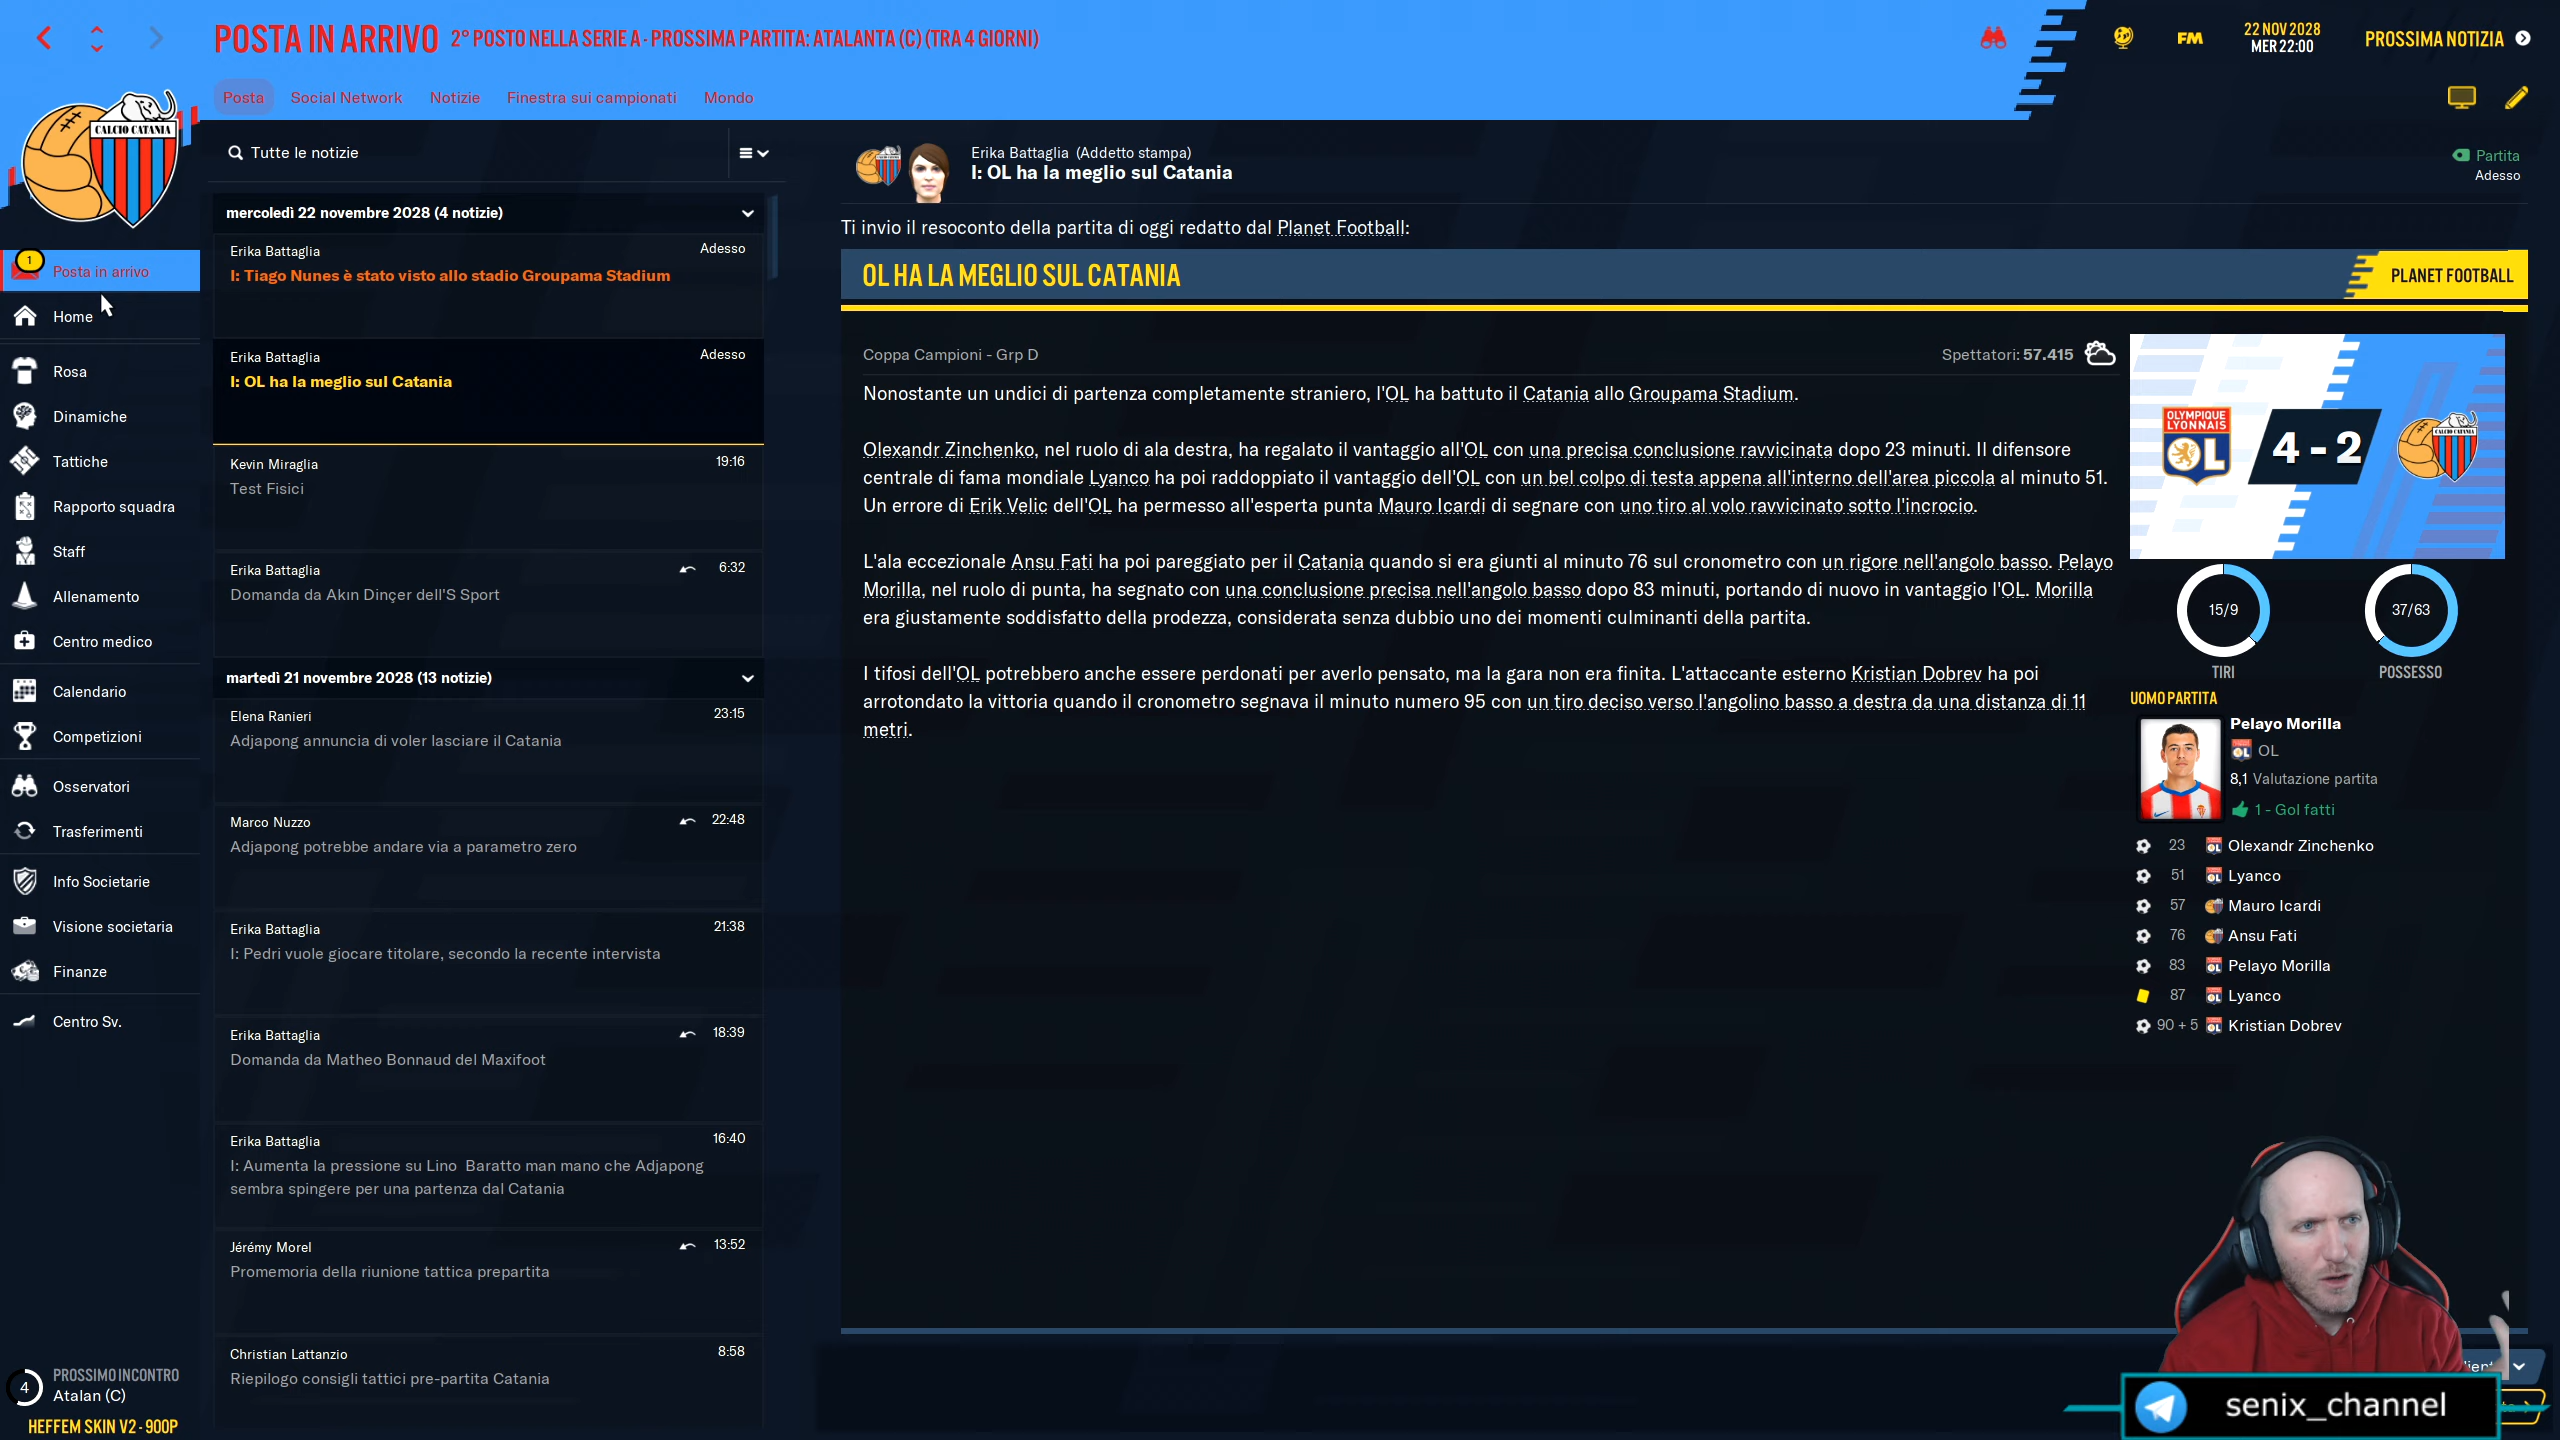 POSTA IN ARRIVO
2° POSTO NELLA SERIE A - PROSSIMA PARTITA: ATALANTA (C) (TRA 4 GIORNI)
FM
22 NOV 2028
MER 22:00
PROSSIMA NOTIZIA
Posta
Social Network
Notizie
Finestra sui campionati
Mondo
CALCIO CATANIA
1
Posta in arrivo
Home
Rosa
Dinamiche
Tattiche
Rapporto squadra
Staff
Allenamento
Centro medico
Calendario
Competizioni
Osservatori
Trasferimenti
Info Societarie
Visione societaria
Finanze
Centro Sv.
4
PROSSIMO INCONTRO
Atalan (C)
HEFFEM SKIN V2 - 900P
Tutte le notizie
mercoledì 22 novembre 2028 (4 notizie)
Erika Battaglia
Adesso
I: Tiago Nunes è stato visto allo stadio Groupama Stadium
Erika Battaglia
Adesso
I: OL ha la meglio sul Catania
Kevin Miraglia
19:16
Test Fisici
Erika Battaglia
6:32
Domanda da Akın Dinçer dell'S Sport
martedì 21 novembre 2028 (13 notizie)
Elena Ranieri
23:15
Adjapong annuncia di voler lasciare il Catania
Marco Nuzzo
22:48
Adjapong potrebbe andare via a parametro zero
Erika Battaglia
21:38
I: Pedri vuole giocare titolare, secondo la recente intervista
Erika Battaglia
18:39
Domanda da Matheo Bonnaud del Maxifoot
Erika Battaglia
16:40
I: Aumenta la pressione su Lino Baratto man mano che Adjapong
sembra spingere per una partenza dal Catania
Jérémy Morel
13:52
Promemoria della riunione tattica prepartita
Christian Lattanzio
8:58
Riepilogo consigli tattici pre-partita Catania
Erika Battaglia (Addetto stampa)
I: OL ha la meglio sul Catania
Partita
Adesso
Ti invio il resoconto della partita di oggi redatto dal Planet Football:
OL HA LA MEGLIO SUL CATANIA
PLANET FOOTBALL
Coppa Campioni - Grp D
Spettatori: 57.415
Nonostante un undici di partenza completamente straniero, l'OL ha battuto il Catania allo Groupama Stadium.
Olexandr Zinchenko, nel ruolo di ala destra, ha regalato il vantaggio all'OL con una precisa conclusione ravvicinata dopo 23 minuti. Il difensore
centrale di fama mondiale Lyanco ha poi raddoppiato il vantaggio dell'OL con un bel colpo di testa appena all'interno dell'area piccola al minuto 51.
Un errore di Erik Velic dell'OL ha permesso all'esperta punta Mauro Icardi di segnare con uno tiro al volo ravvicinato sotto l'incrocio.
L'ala eccezionale Ansu Fati ha poi pareggiato per il Catania quando si era giunti al minuto 76 sul cronometro con un rigore nell'angolo basso. Pelayo
Morilla, nel ruolo di punta, ha segnato con una conclusione precisa nell'angolo basso dopo 83 minuti, portando di nuovo in vantaggio l'OL. Morilla
era giustamente soddisfatto della prodezza, considerata senza dubbio uno dei momenti culminanti della partita.
I tifosi dell'OL potrebbero anche essere perdonati per averlo pensato, ma la gara non era finita. L'attaccante esterno Kristian Dobrev ha poi
arrotondato la vittoria quando il cronometro segnava il minuto numero 95 con un tiro deciso verso l'angolino basso a destra da una distanza di 11
metri.
OLYMPIQUE
LYONNAIS
OL
4 - 2
CALCIO CATANIA
15/9
37/63
TIRI
POSSESSO
UOMO PARTITA
Pelayo Morilla
OL
8,1 Valutazione partita
1 - Gol fatti
23 Olexandr Zinchenko
51 Lyanco
57 Mauro Icardi
76 Ansu Fati
83 Pelayo Morilla
87 Lyanco
90 + 5 Kristian Dobrev
senix_channel